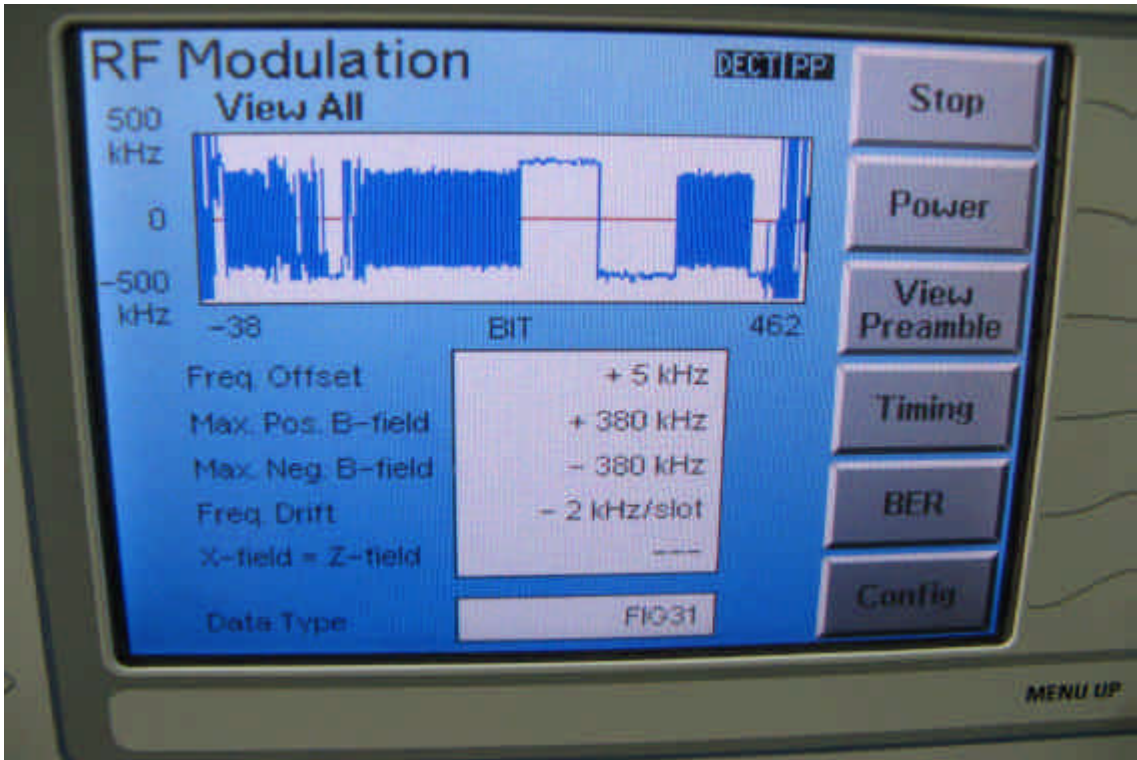 RF Modulation
DECT PP
View All
500
kHz
0
-500
kHz
-38
BIT
462
Freq. Offset
+ 5 kHz
Max. Pos. B-field
+ 380 kHz
Max. Neg. B-field
- 380 kHz
Freq. Drift
- 2 kHz/slot
X-field = Z-field
---
Data Type
FIG31
Stop
Power
View
Preamble
Timing
BER
Config
MENU UP